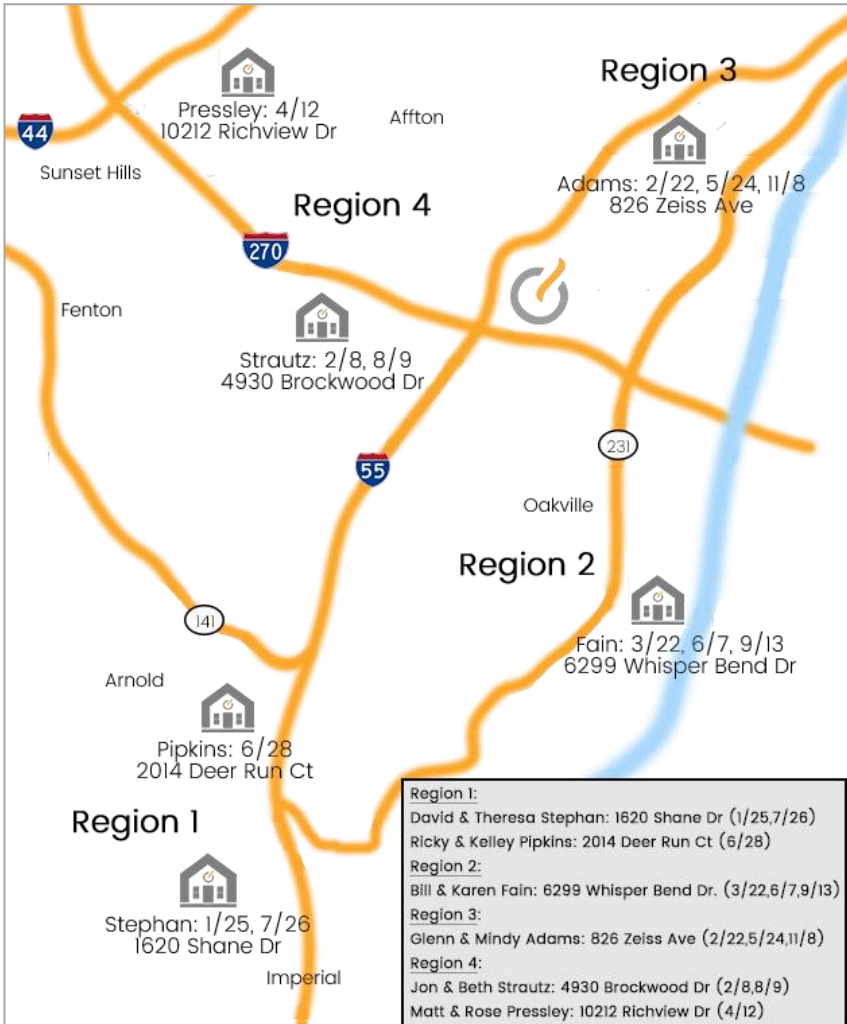 Region 3
Pressley: 4/12
10212 Richview Dr
Affton
44
Sunset Hills
Adams: 2/22, 5/24, 11/8
826 Zeiss Ave
Region 4
270
Fenton
Strautz: 2/8, 8/9
4930 Brockwood Dr
231
55
Oakville
Region 2
141
Fain: 3/22, 6/7, 9/13
6299 Whisper Bend Dr
Arnold
Pipkins: 6/28
2014 Deer Run Ct
Region 1
Stephan: 1/25, 7/26
1620 Shane Dr
Imperial
Region 1:
David & Theresa Stephan: 1620 Shane Dr (1/25,7/26)
Ricky & Kelley Pipkins: 2014 Deer Run Ct (6/28)
Region 2:
Bill & Karen Fain: 6299 Whisper Bend Dr. (3/22,6/7,9/13)
Region 3:
Glenn & Mindy Adams: 826 Zeiss Ave (2/22,5/24,11/8)
Region 4:
Jon & Beth Strautz: 4930 Brockwood Dr (2/8,8/9)
Matt & Rose Pressley: 10212 Richview Dr (4/12)